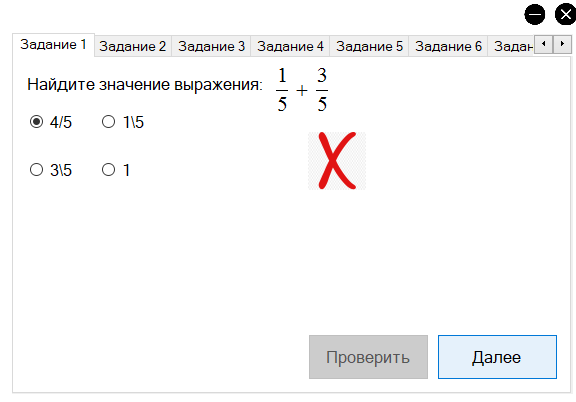 Задание 1 Задание 2 Задание 3 Задание 4 Задание 5 Задание 6 Задан
Найдите значение выражения: 1/5 + 3/5
4/5 1\5
3\5 1
Проверить Далее